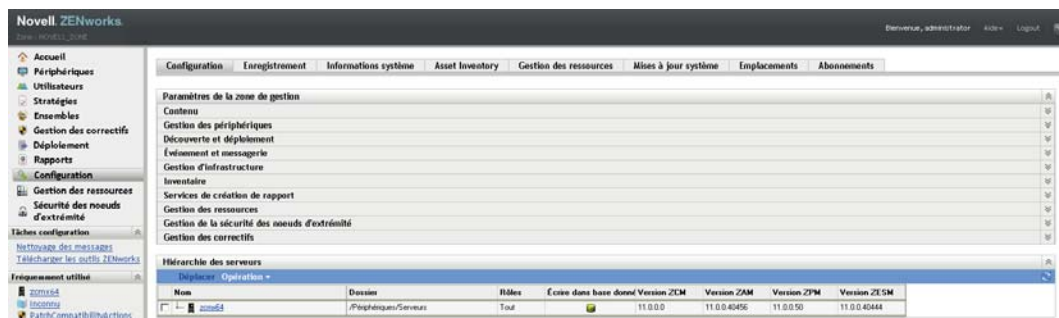 Novell. ZENworks.
Zone : NOVELL_ZONE
Bienvenue, administrator Aide Logout
Accueil
Périphériques
Utilisateurs
Stratégies
Ensembles
Gestion des correctifs
Déploiement
Rapports
Configuration
Gestion des ressources
Sécurité des noeuds
d'extrémité
Tâches configuration
Nettoyage des messages
Télécharger les outils ZENworks
Fréquemment utilisé
zcmx64
Inconnu
PatchCompatibilityActions
Configuration Enregistrement Informations système Asset Inventory Gestion des ressources Mises à jour système Emplacements Abonnements
Paramètres de la zone de gestion
Contenu
Gestion des périphériques
Découverte et déploiement
Événement et messagerie
Gestion d'infrastructure
Inventaire
Services de création de rapport
Gestion des ressources
Gestion de la sécurité des noeuds d'extrémité
Gestion des correctifs
Hiérarchie des serveurs
Déplacer Opération
Nom Dossier Rôles Écrire dans base donn Version ZCM Version ZAM Version ZPM Version ZESM
zcmx64 /Périphériques/Serveurs Tout 11.0.0.0 11.0.0.40456 11.0.0.50 11.0.0.40444